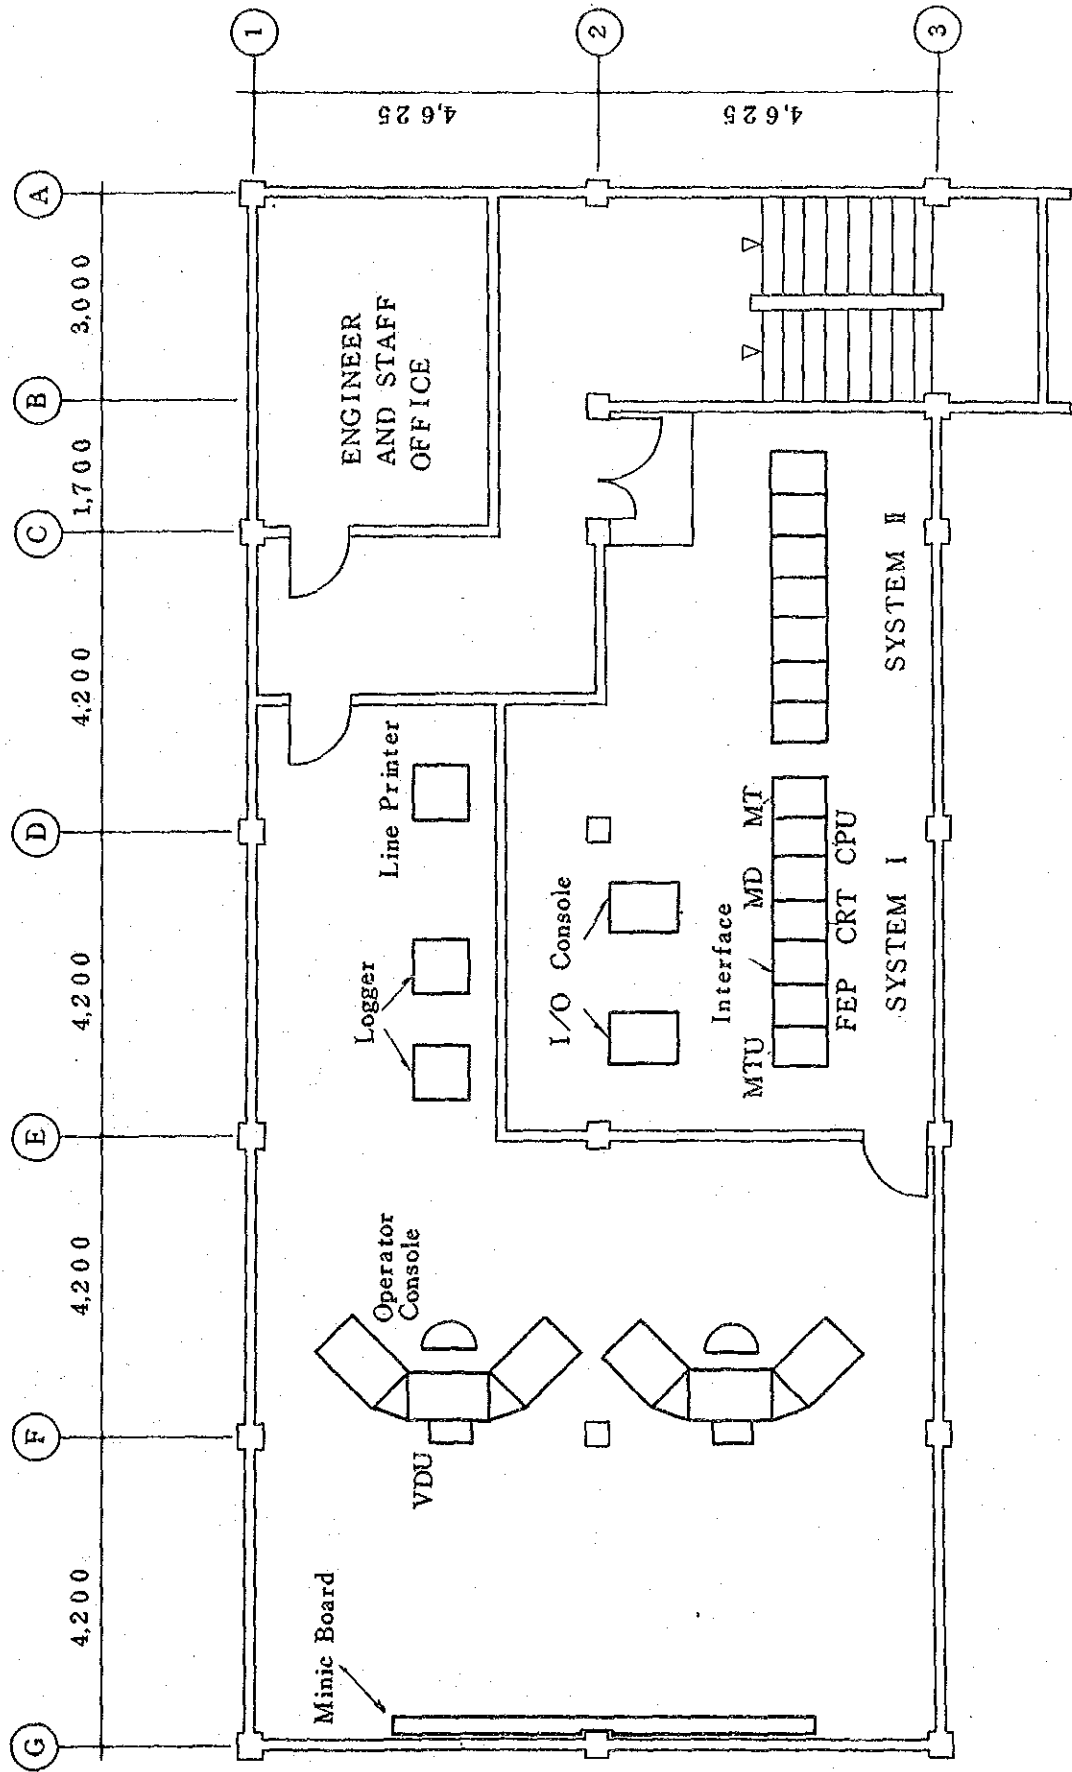 G
F
E
D
C
B
A
4,200
4,200
4,200
4,200
1,700
3,000
1
2
3
4,625
4,625
Minic Board
VDU
Operator
Console
Logger
Line Printer
ENGINEER
AND STAFF
OFFICE
I/O Console
Interface
MTU
MD
MT
FEP
CRT
CPU
SYSTEM I
SYSTEM II